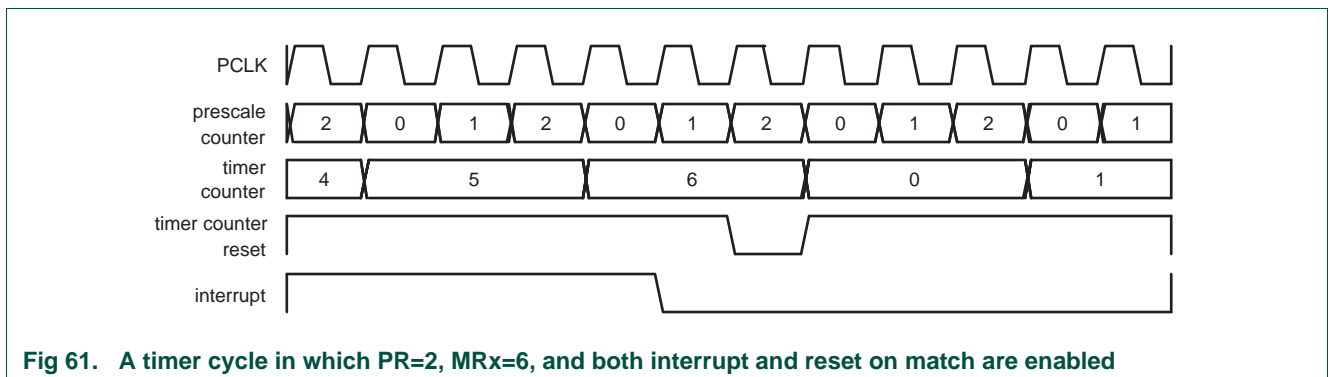 PCLK
prescale
counter
2 0 1 2 0 1 2 0 1 2 0 1
timer
counter
4 5 6 0 1
timer counter
reset
interrupt
Fig 61. A timer cycle in which PR=2, MRx=6, and both interrupt and reset on match are enabled